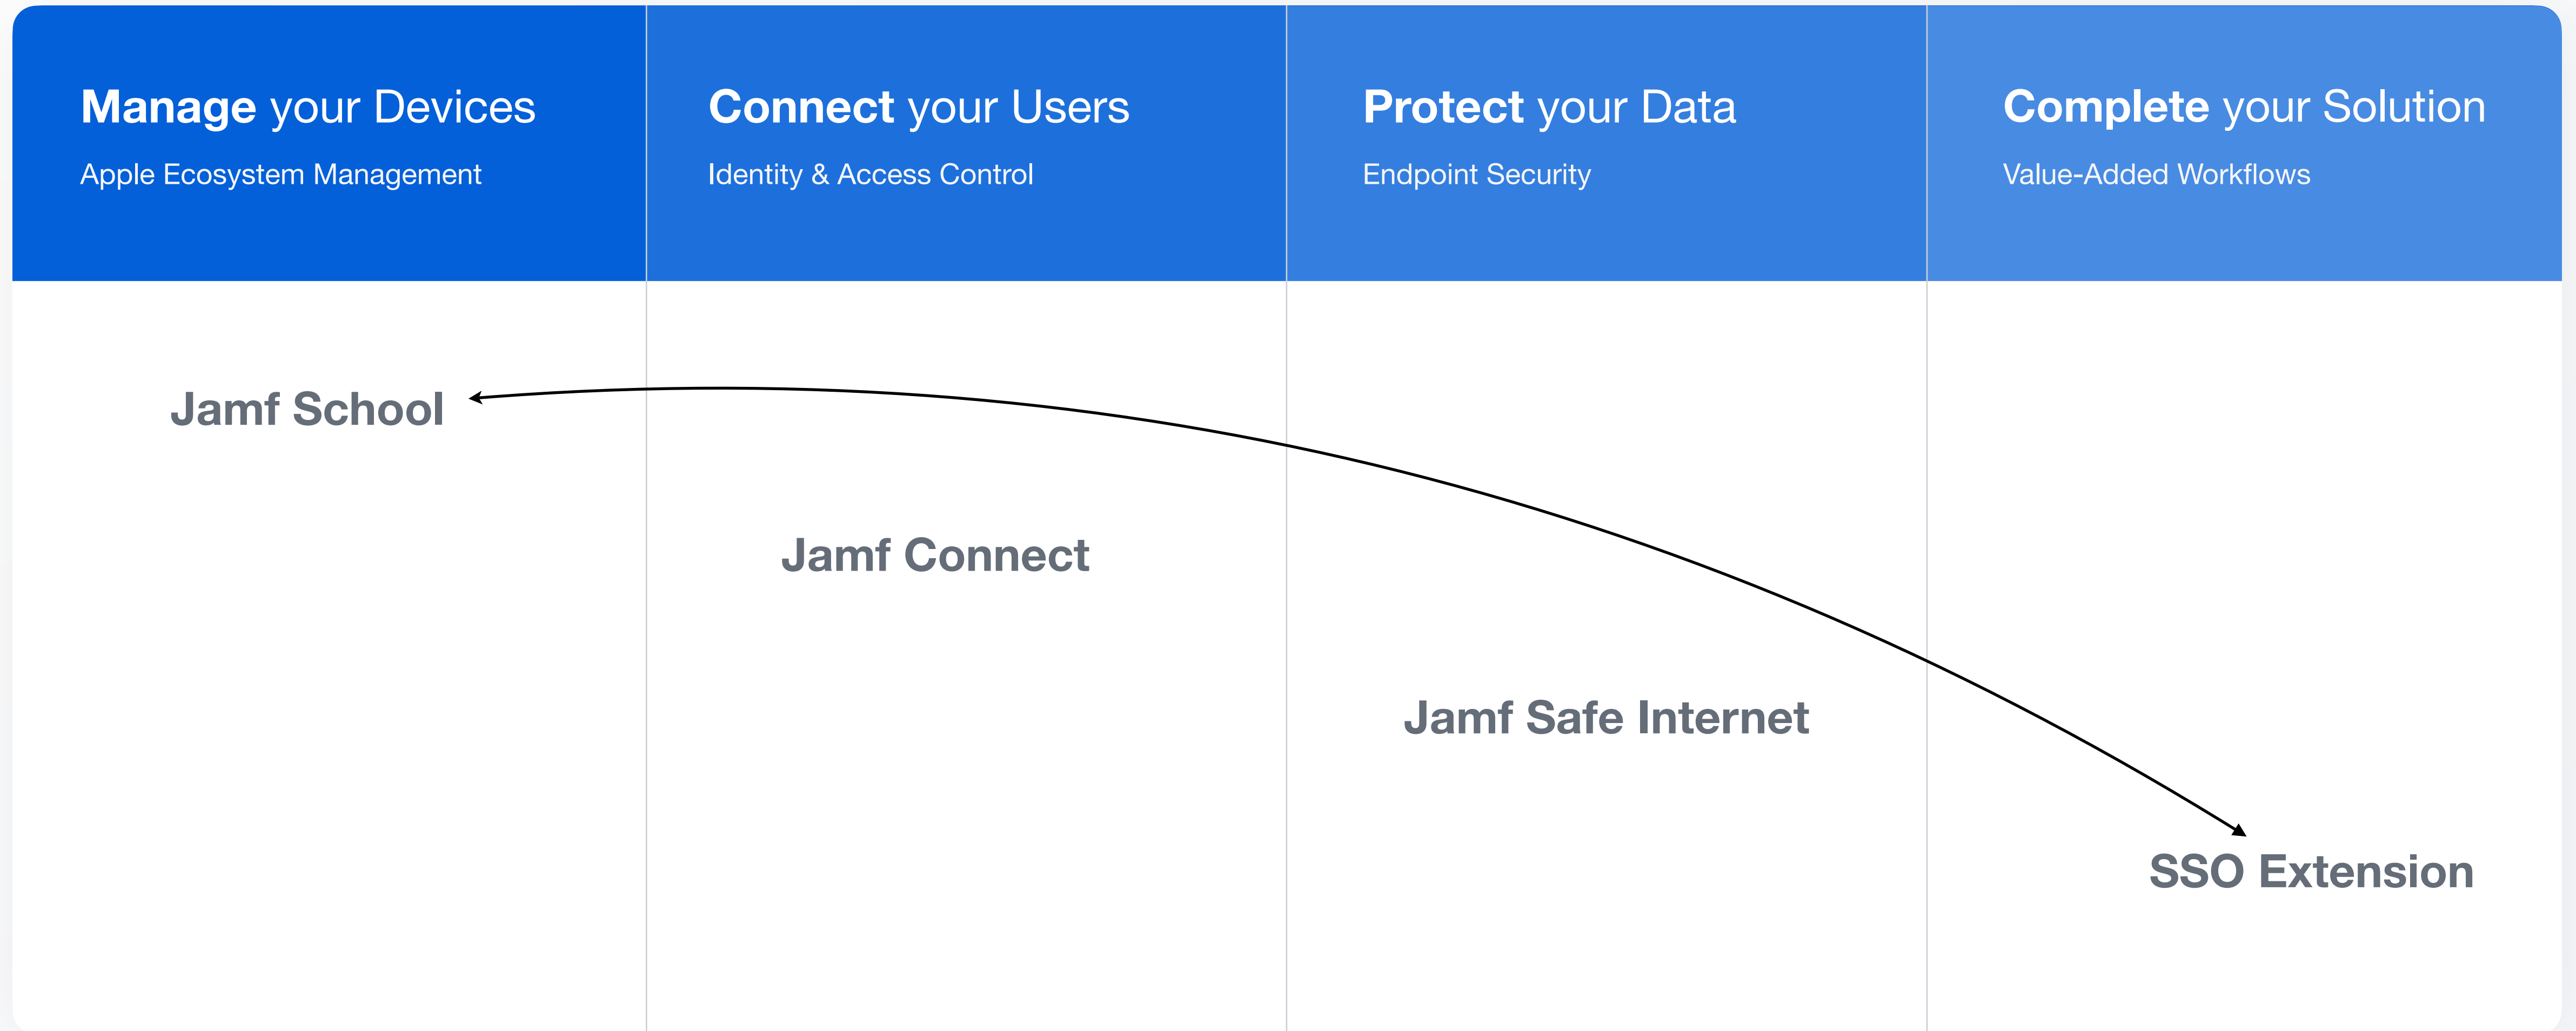 Manage your Devices
Apple Ecosystem Management
Connect your Users
Identity & Access Control
Protect your Data
Endpoint Security
Complete your Solution
Value-Added Workflows
Jamf School
Jamf Connect
Jamf Safe Internet
SSO Extension